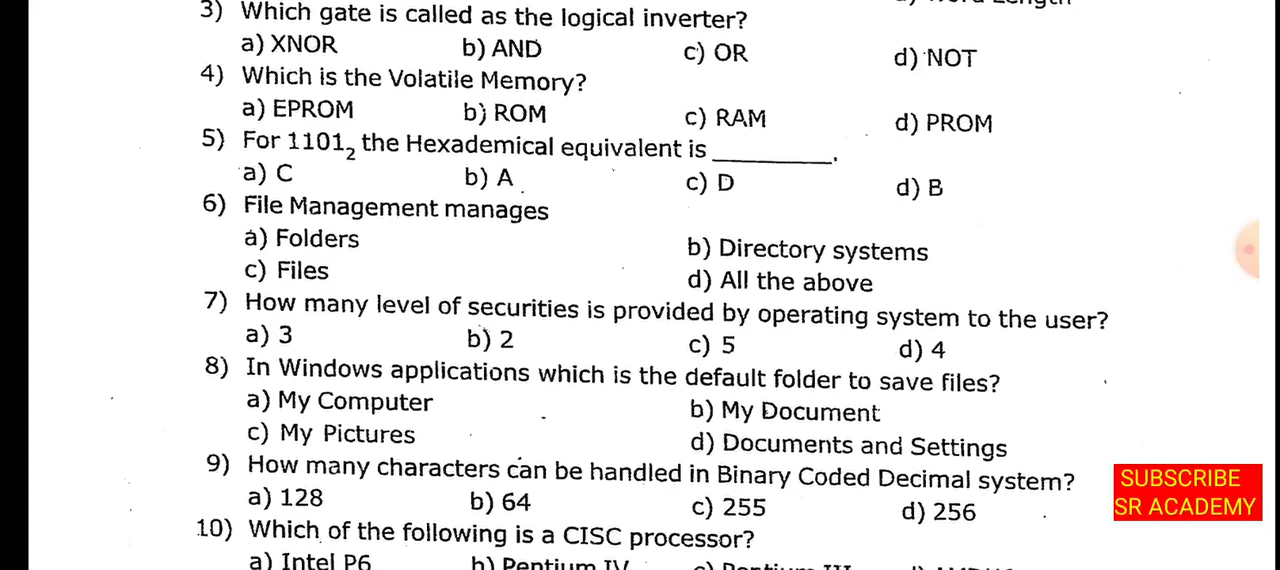 3) Which gate is called as the logical inverter?
a) XNOR b) AND c) OR d) NOT
4) Which is the Volatile Memory?
a) EPROM b) ROM c) RAM d) PROM
5) For 1101₂ the Hexademical equivalent is ________.
a) C b) A c) D d) B
6) File Management manages
a) Folders b) Directory systems
c) Files d) All the above
7) How many level of securities is provided by operating system to the user?
a) 3 b) 2 c) 5 d) 4
8) In Windows applications which is the default folder to save files?
a) My Computer b) My Document
c) My Pictures d) Documents and Settings
9) How many characters can be handled in Binary Coded Decimal system?
a) 128 b) 64 c) 255 d) 256
10) Which of the following is a CISC processor?
a) Intel P6 b) Pentium IV
SUBSCRIBE
SR ACADEMY